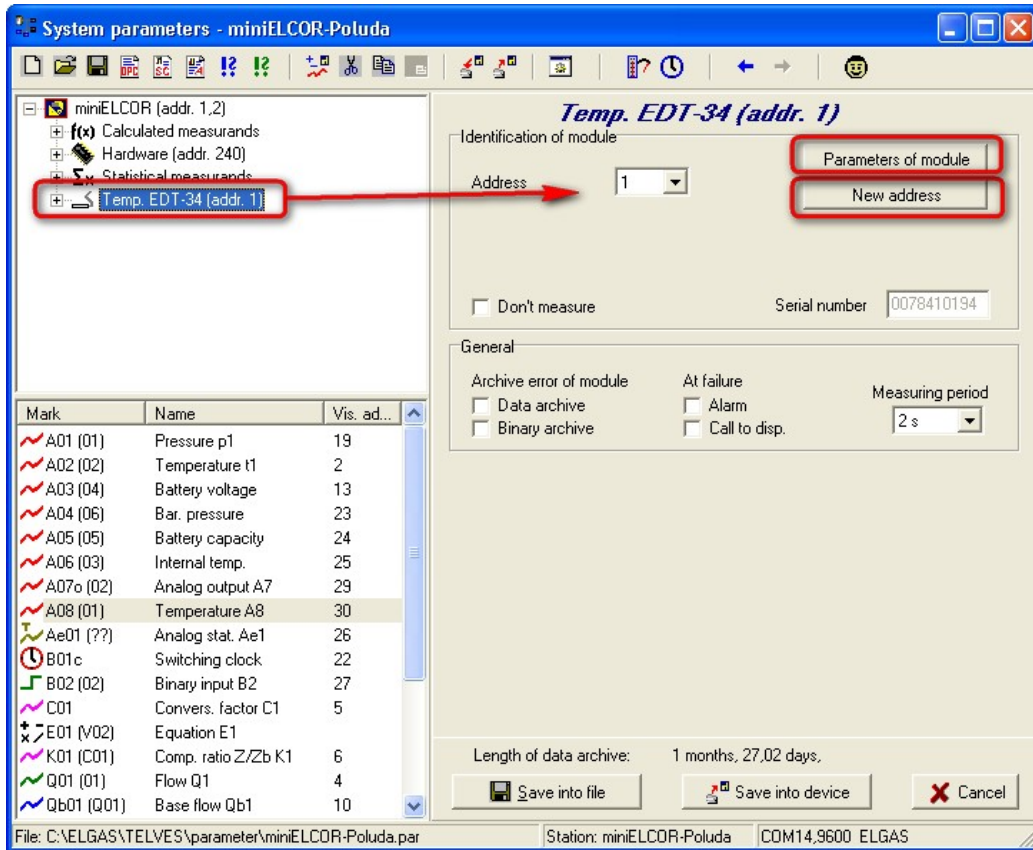 System parameters - miniELCOR-Poluda
miniELCOR (addr. 1,2)
f(x) Calculated measurands
Hardware (addr. 240)
Σx Statistical measurands
Temp. EDT-34 (addr. 1)
Mark Name Vis. ad...
A01 (01) Pressure p1 19
A02 (02) Temperature t1 2
A03 (04) Battery voltage 13
A04 (06) Bar. pressure 23
A05 (05) Battery capacity 24
A06 (03) Internal temp. 25
A07o (02) Analog output A7 29
A08 (01) Temperature A8 30
Ae01 (??) Analog stat. Ae1 26
B01c Switching clock 22
B02 (02) Binary input B2 27
C01 Convers. factor C1 5
E01 (V02) Equation E1
K01 (C01) Comp. ratio Z/Zb K1 6
Q01 (01) Flow Q1 4
Qb01 (Q01) Base flow Qb1 10
Temp. EDT-34 (addr. 1)
Identification of module
Parameters of module
Address 1
New address
Don't measure Serial number 0078410194
General
Archive error of module At failure Measuring period
Data archive Alarm 2 s
Binary archive Call to disp.
Length of data archive: 1 months, 27,02 days,
Save into file Save into device Cancel
File: C:\ELGAS\TELVES\parameter\miniELCOR-Poluda.par Station: miniELCOR-Poluda COM14,9600 ELGAS